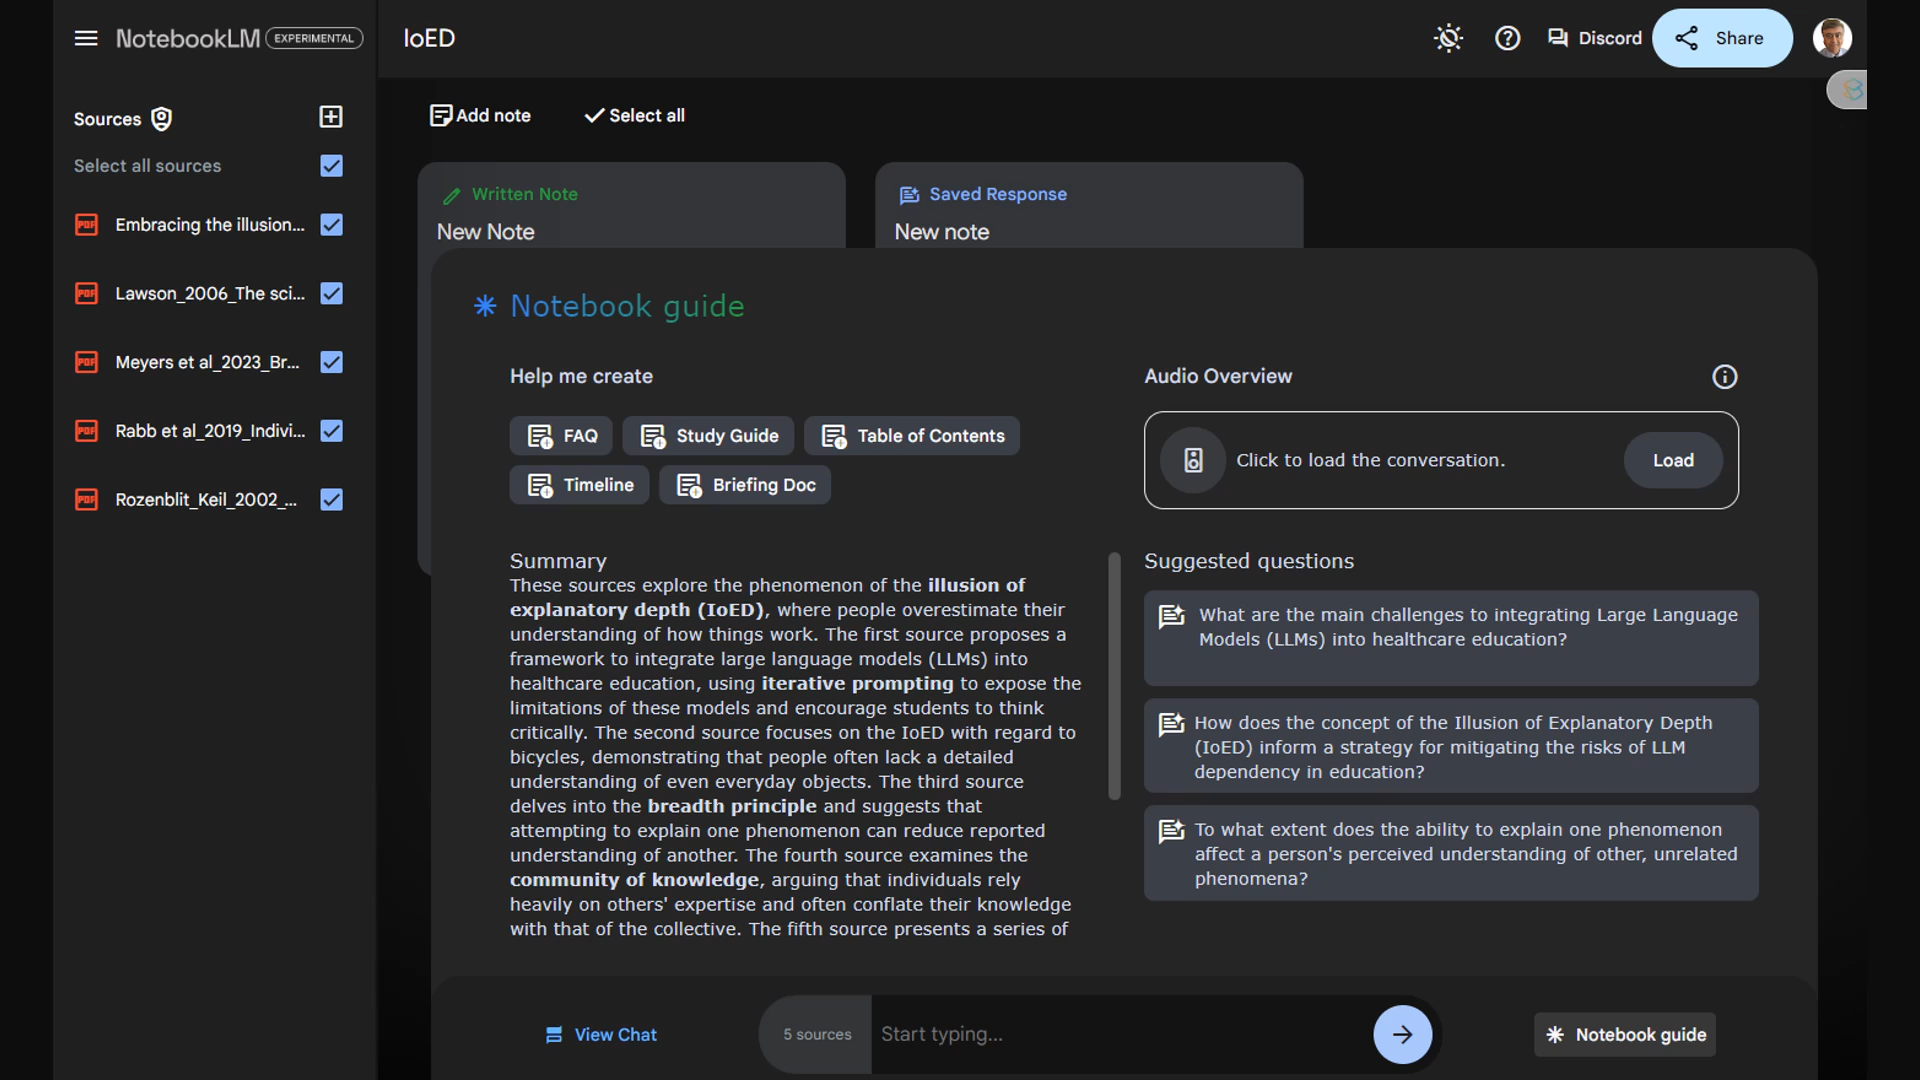 NotebookLM EXPERIMENTAL
IoED
Discord
Share
Sources
Select all sources
Embracing the illusion...
Lawson_2006_The sci...
Meyers et al_2023_Br...
Rabb et al_2019_Indivi...
Rozenblit_Keil_2002_...
Add note
Select all
Written Note
New Note
Saved Response
New note
Notebook guide
Help me create
FAQ
Study Guide
Table of Contents
Timeline
Briefing Doc
Audio Overview
Click to load the conversation.
Load
Summary
These sources explore the phenomenon of the illusion of
explanatory depth (IoED), where people overestimate their
understanding of how things work. The first source proposes a
framework to integrate large language models (LLMs) into
healthcare education, using iterative prompting to expose the
limitations of these models and encourage students to think
critically. The second source focuses on the IoED with regard to
bicycles, demonstrating that people often lack a detailed
understanding of even everyday objects. The third source
delves into the breadth principle and suggests that
attempting to explain one phenomenon can reduce reported
understanding of another. The fourth source examines the
community of knowledge, arguing that individuals rely
heavily on others' expertise and often conflate their knowledge
with that of the collective. The fifth source presents a series of
Suggested questions
What are the main challenges to integrating Large Language
Models (LLMs) into healthcare education?
How does the concept of the Illusion of Explanatory Depth
(IoED) inform a strategy for mitigating the risks of LLM
dependency in education?
To what extent does the ability to explain one phenomenon
affect a person's perceived understanding of other, unrelated
phenomena?
View Chat
5 sources
Start typing...
Notebook guide